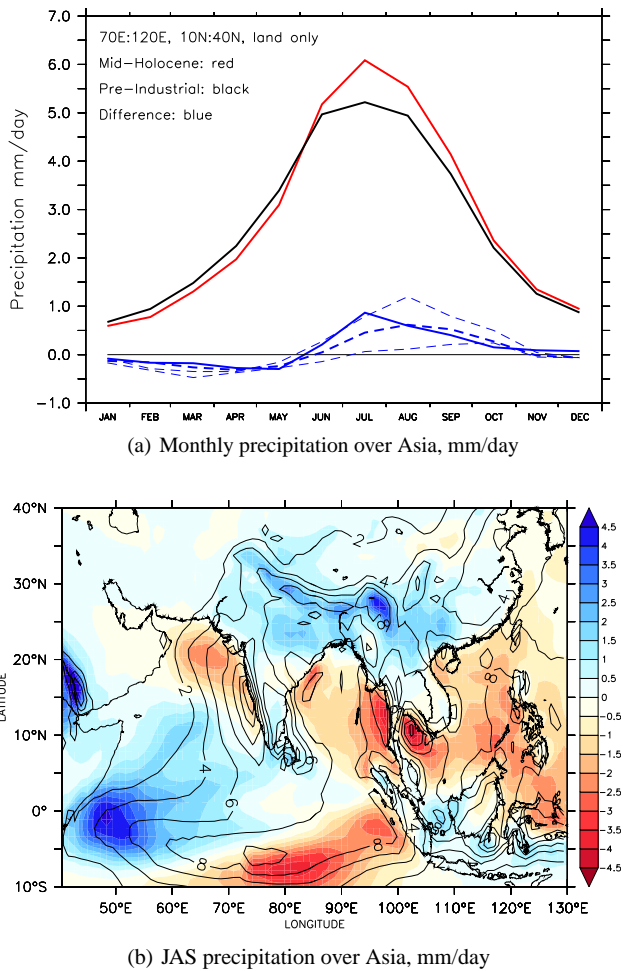 7.0
6.0
5.0
4.0
3.0
2.0
1.0
0.0
−1.0
Precipitation mm/day
70E:120E, 10N:40N, land only
Mid−Holocene: red
Pre−Industrial: black
Difference: blue
JAN FEB MAR APR MAY JUN JUL AUG SEP OCT NOV DEC
(a) Monthly precipitation over Asia, mm/day
40°N
30°N
20°N
10°N
0°
10°S
LATITUDE
2
4
2
4
6
8
8
8
4
50°E 60°E 70°E 80°E 90°E 100°E 110°E 120°E 130°E
LONGITUDE
4.5
4
3.5
3
2.5
2
1.5
1
0.5
0
−0.5
−1
−1.5
−2
−2.5
−3
−3.5
−4
−4.5
(b) JAS precipitation over Asia, mm/day